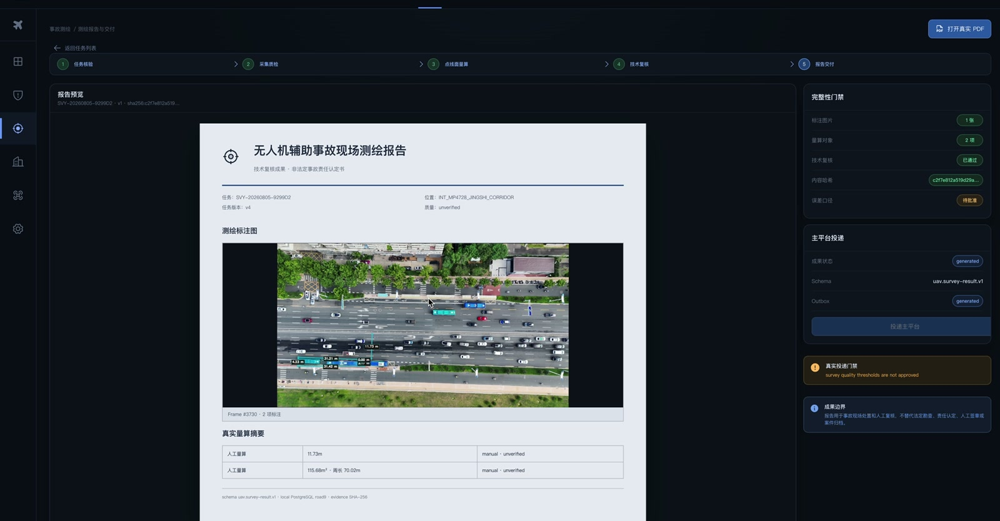 事故测绘 / 测绘报告与交付
打开真实 PDF
返回任务列表
1 任务核验
2 采集质检
3 点线面量算
4 技术复核
5 报告交付
报告预览
SVY-20260805-9299D2 · v1 · sha256:c2f7e812a519...
无人机辅助事故现场测绘报告
技术复核成果 · 非法定事故责任认定书
任务: SVY-20260805-9299D2
位置: INT_MP4728_JINGSHI_CORRIDOR
任务版本: v4
质量: unverified
测绘标注图
11.73 m
4.23 m
31.21 m
0.00 m
31.42 m
Frame #3730 · 2 项标注
真实量算摘要
人工量算 11.73m manual · unverified
人工量算 115.68m² · 周长 70.02m manual · unverified
schema uav.survey-result.v1 · local PostgreSQL road9 · evidence SHA-256
完整性门禁
标注图片 1 张
量算对象 2 项
技术复核 已通过
内容哈希 c2f7e812a519d29a...
误差口径 待批准
主平台投递
成果状态 generated
Schema uav.survey-result.v1
Outbox generated
投递主平台
真实投递门禁
survey quality thresholds are not approved
成果边界
报告用于事故现场处置和人工复核，不替代法定勘查、责任认定、人工签章或
案件归档。